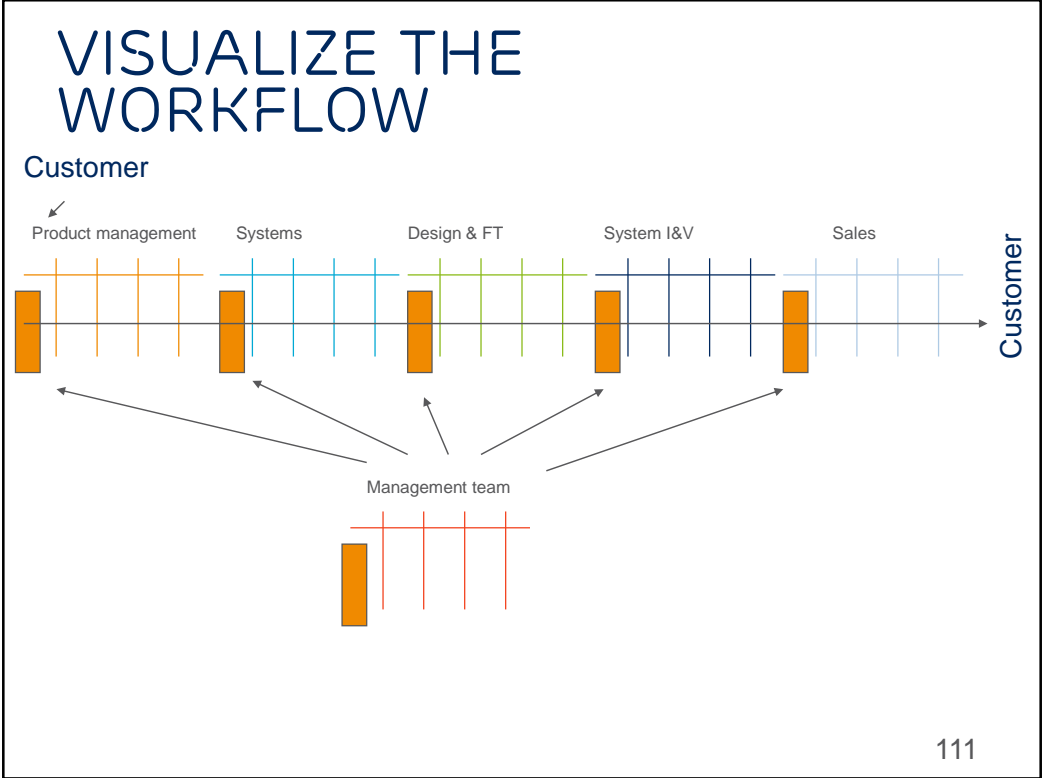 VISUALIZE THE
WORKFLOW
Customer
Product management
Systems
Design & FT
System I&V
Sales
Customer
Management team
111